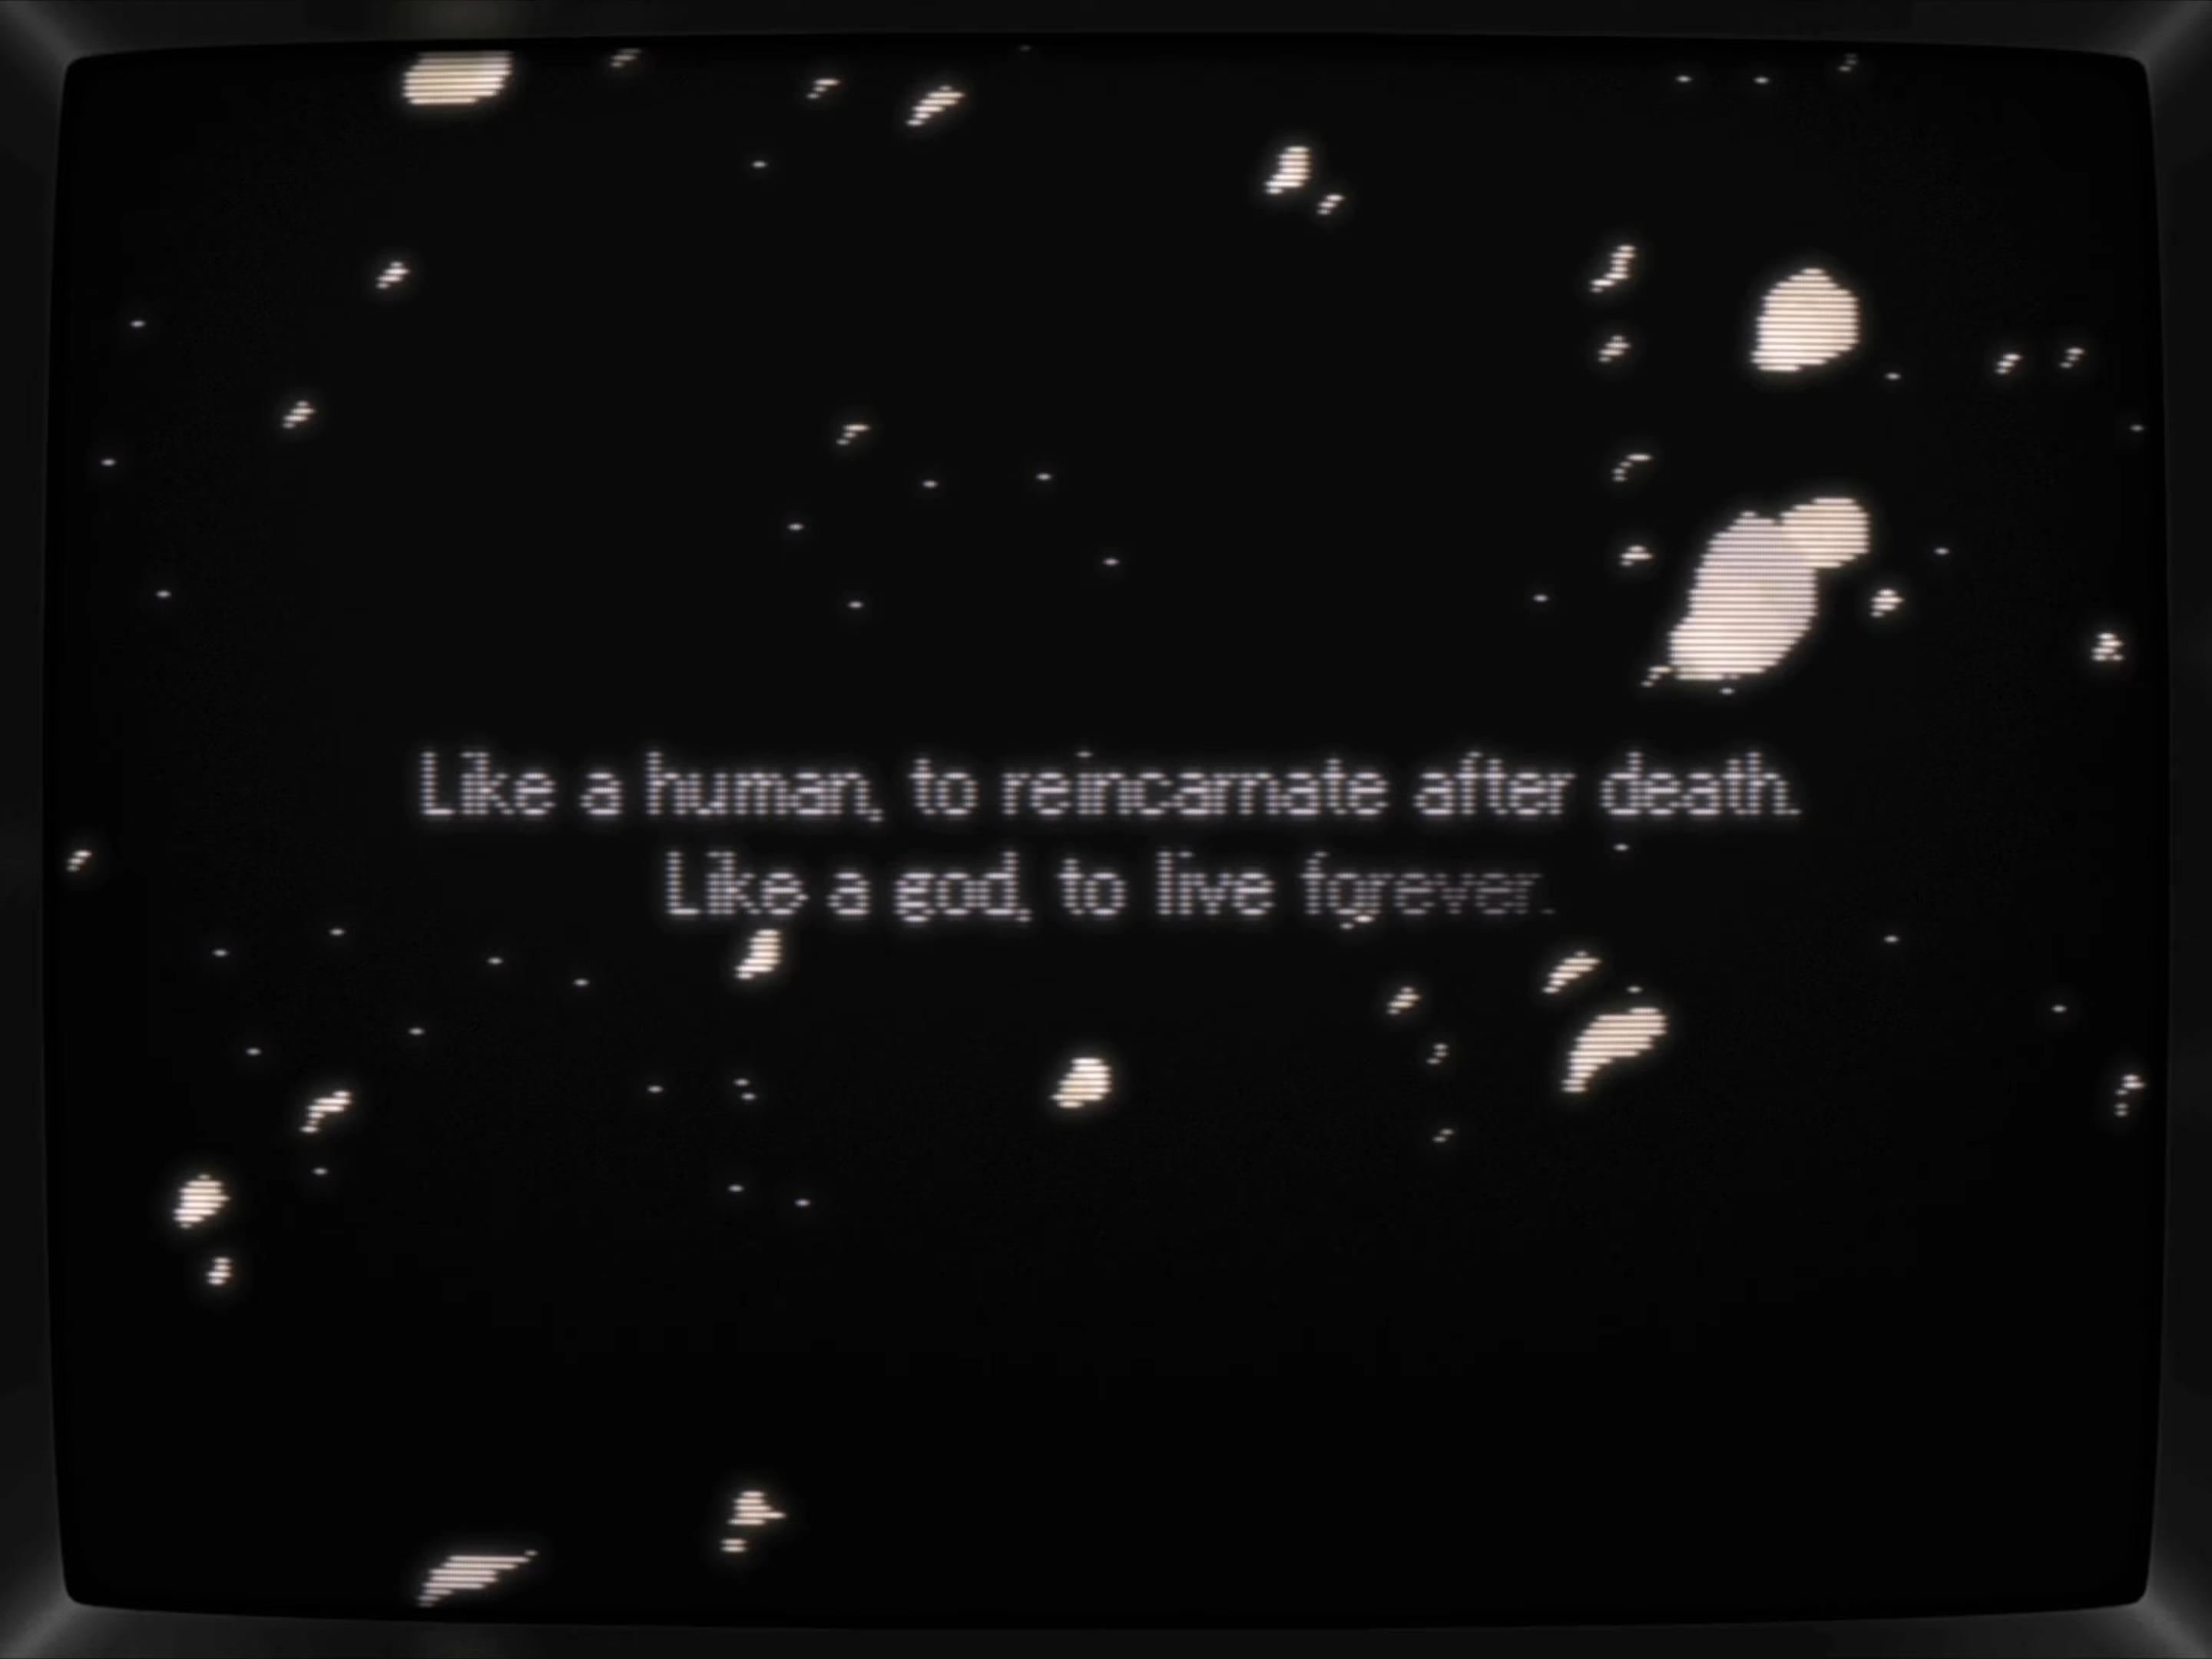 Like a human, to reincarnate after death.
Like a god, to live forever.